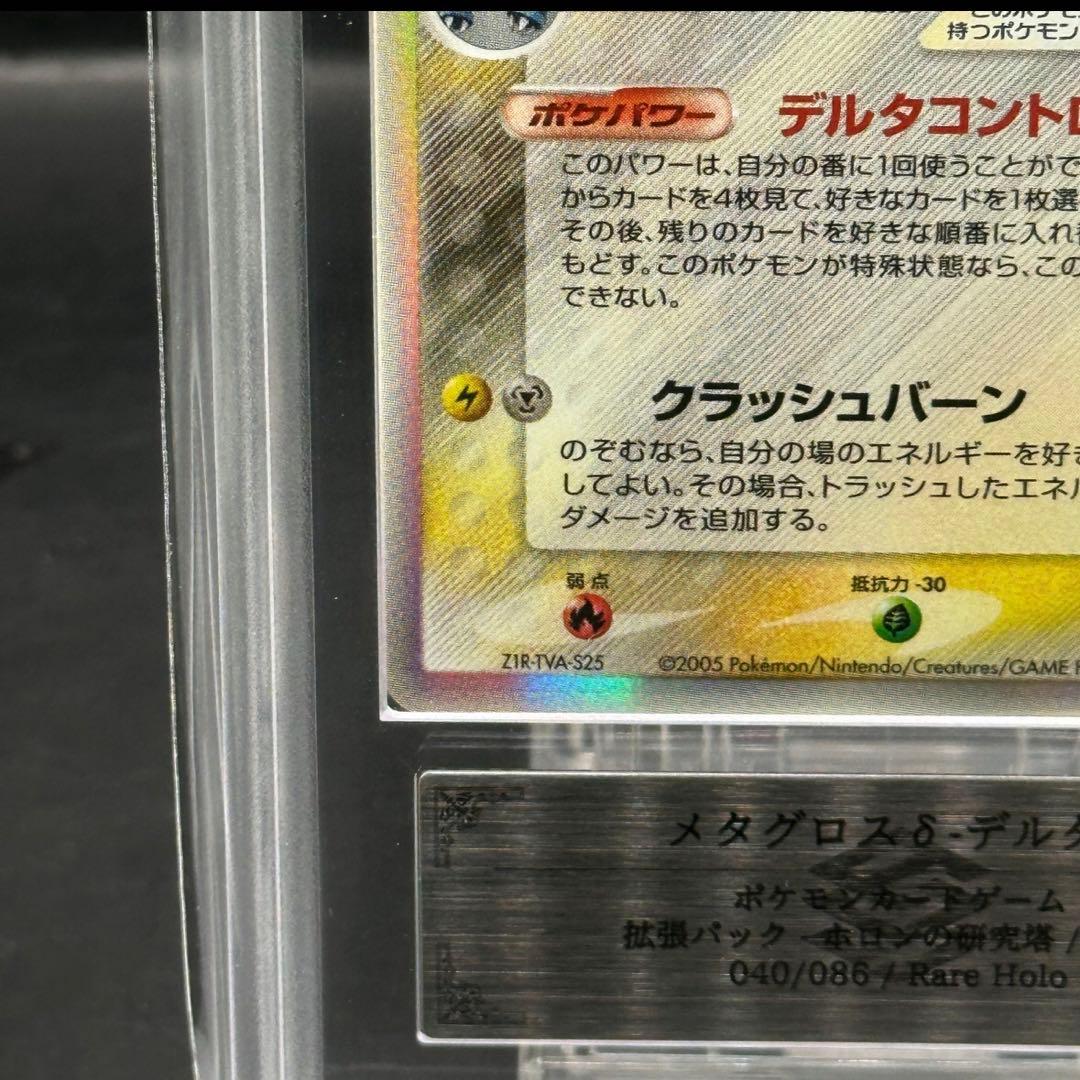 持つポケモン
ポケパワー デルタコントロ
このパワーは、自分の番に1回使うことがで
からカードを4枚見て、好きなカードを1枚選
その後、残りのカードを好きな順番に入れ
もどす。このポケモンが特殊状態なら、この
できない。
クラッシュバーン
のぞむなら、自分の場のエネルギーを好き
してよい。その場合、トラッシュしたエネル
ダメージを追加する。
弱点 抵抗力 -30
Z1R-TVA-S25 ©2005 Pokémon/Nintendo/Creatures/GAME
メタグロスδ-デルタ
ポケモンカードゲーム
拡張パック ホロンの研究塔 /
040/086 / Rare Holo